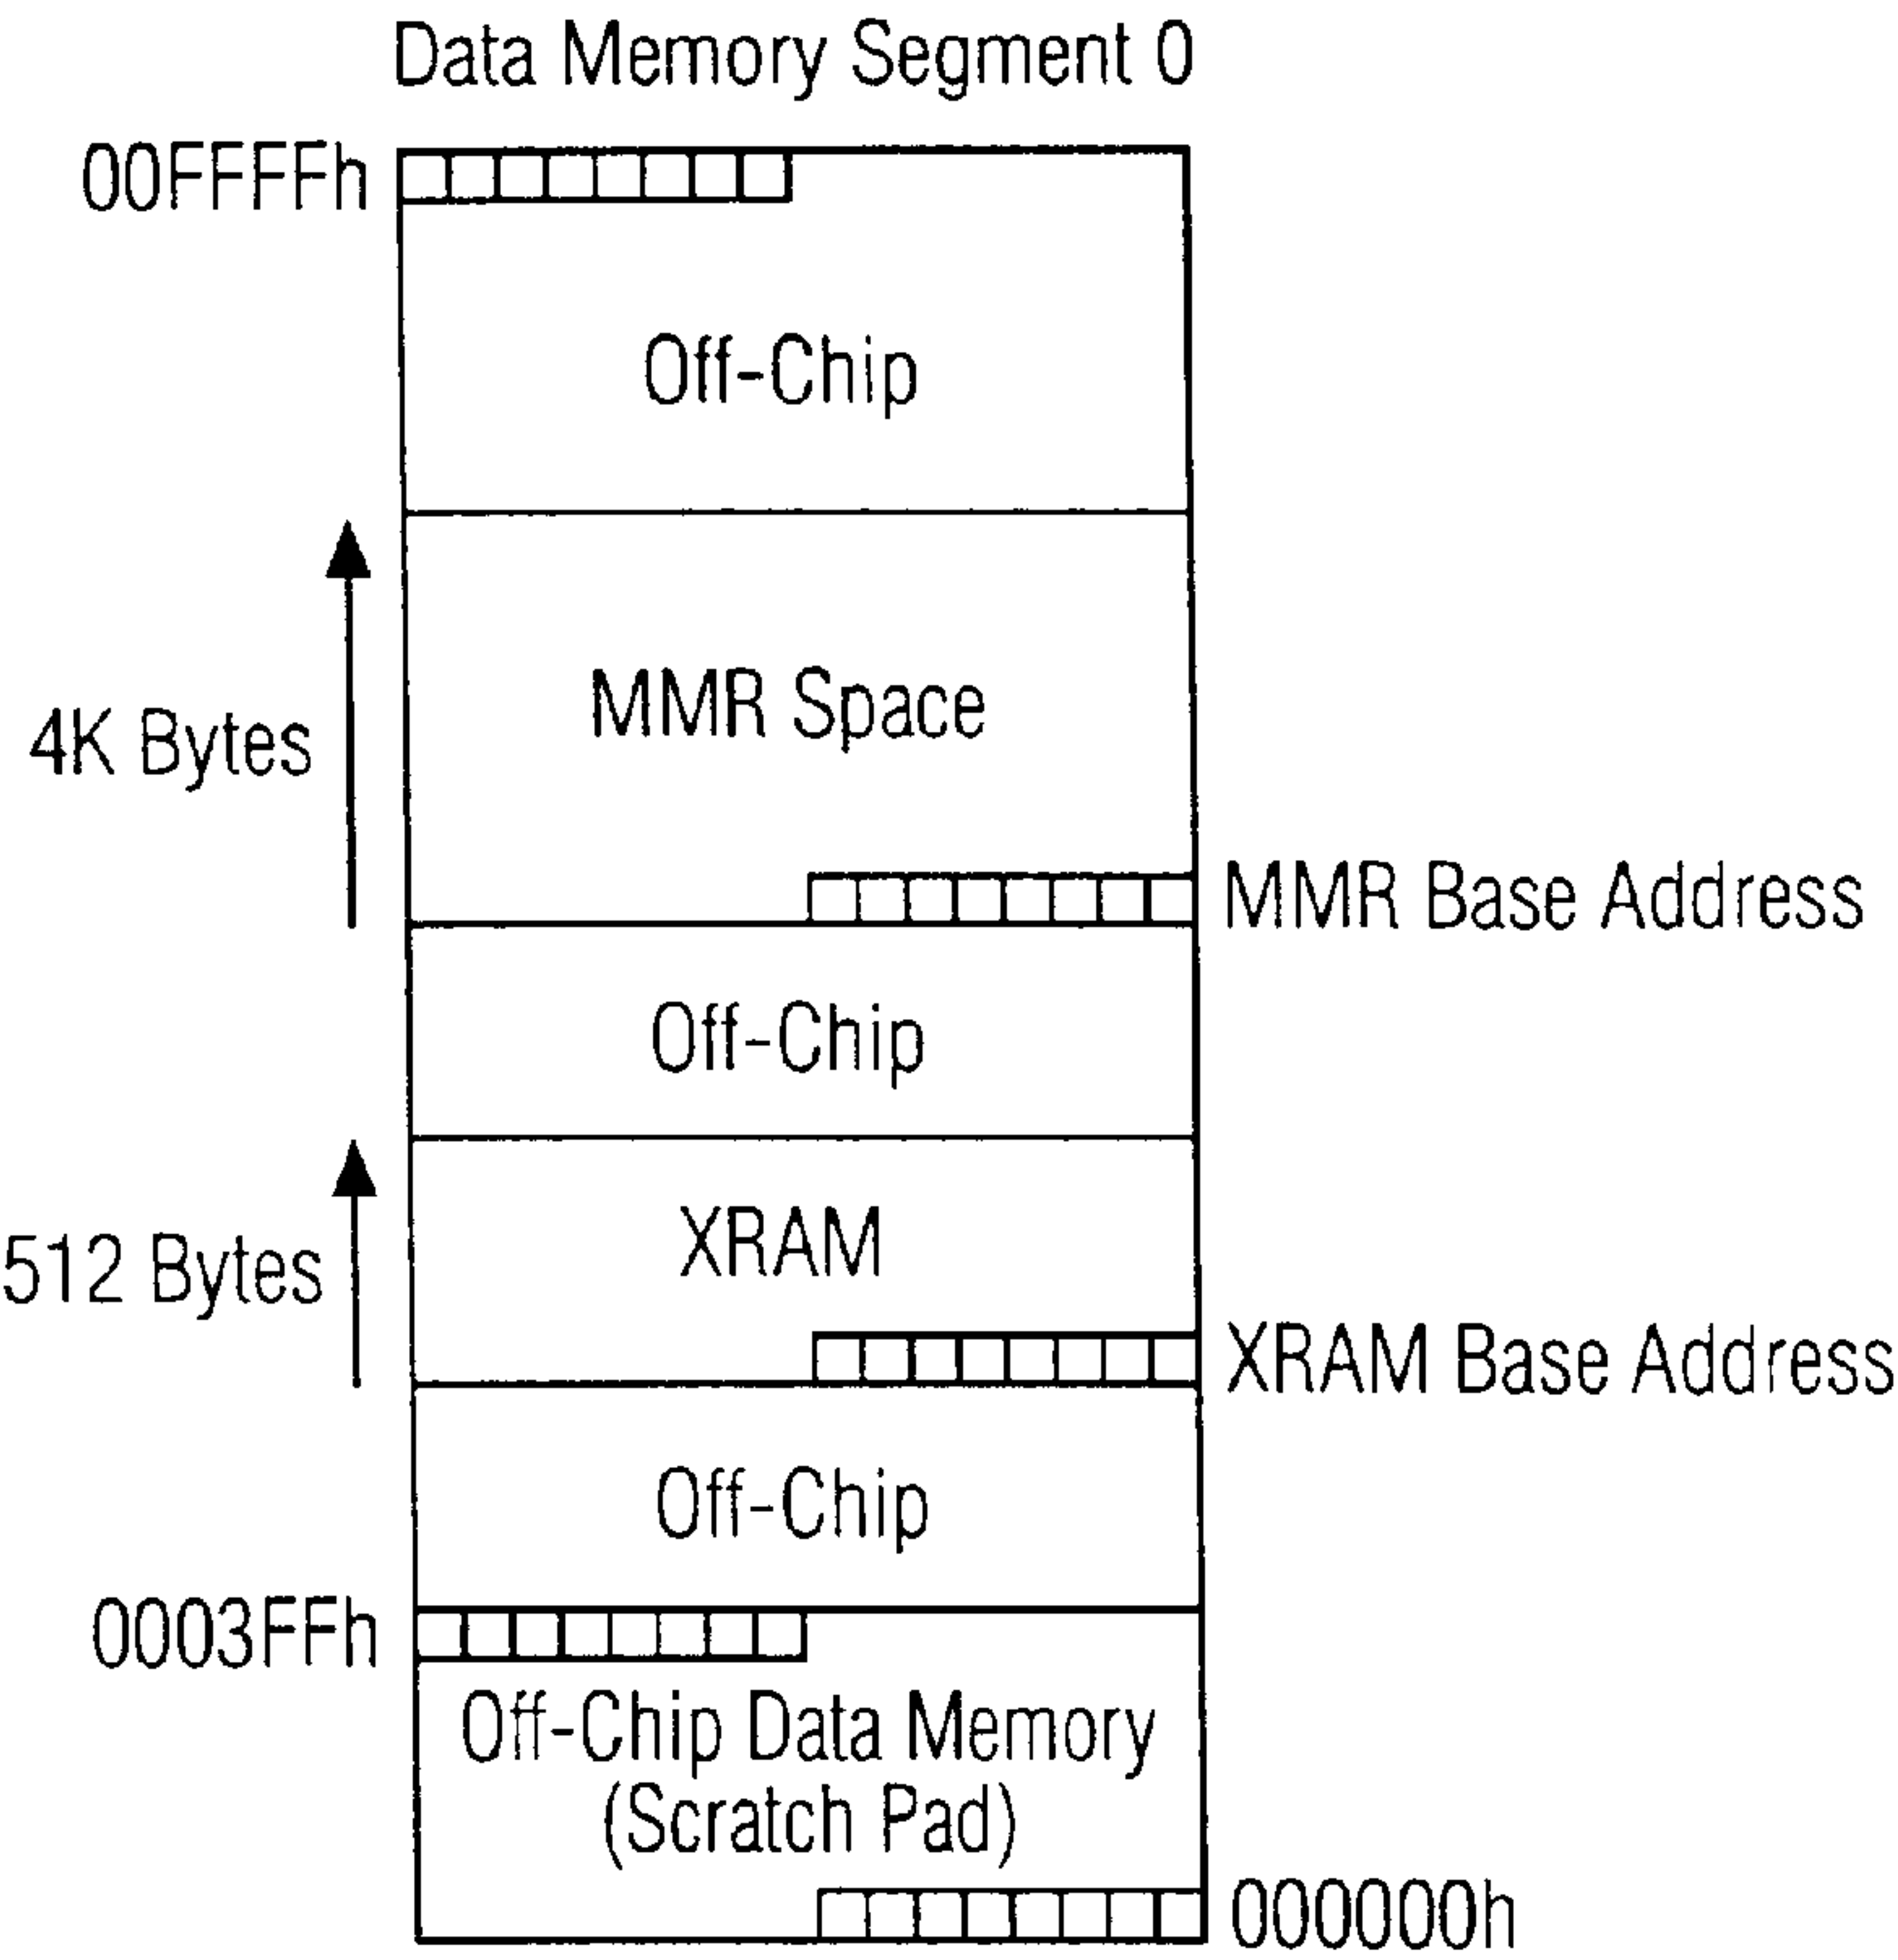 Data Memory Segment 0
00FFFFh
Off-Chip
MMR Space
4K Bytes
MMR Base Address
Off-Chip
XRAM
512 Bytes
XRAM Base Address
Off-Chip
0003FFh
Off-Chip Data Memory
(Scratch Pad)
000000h